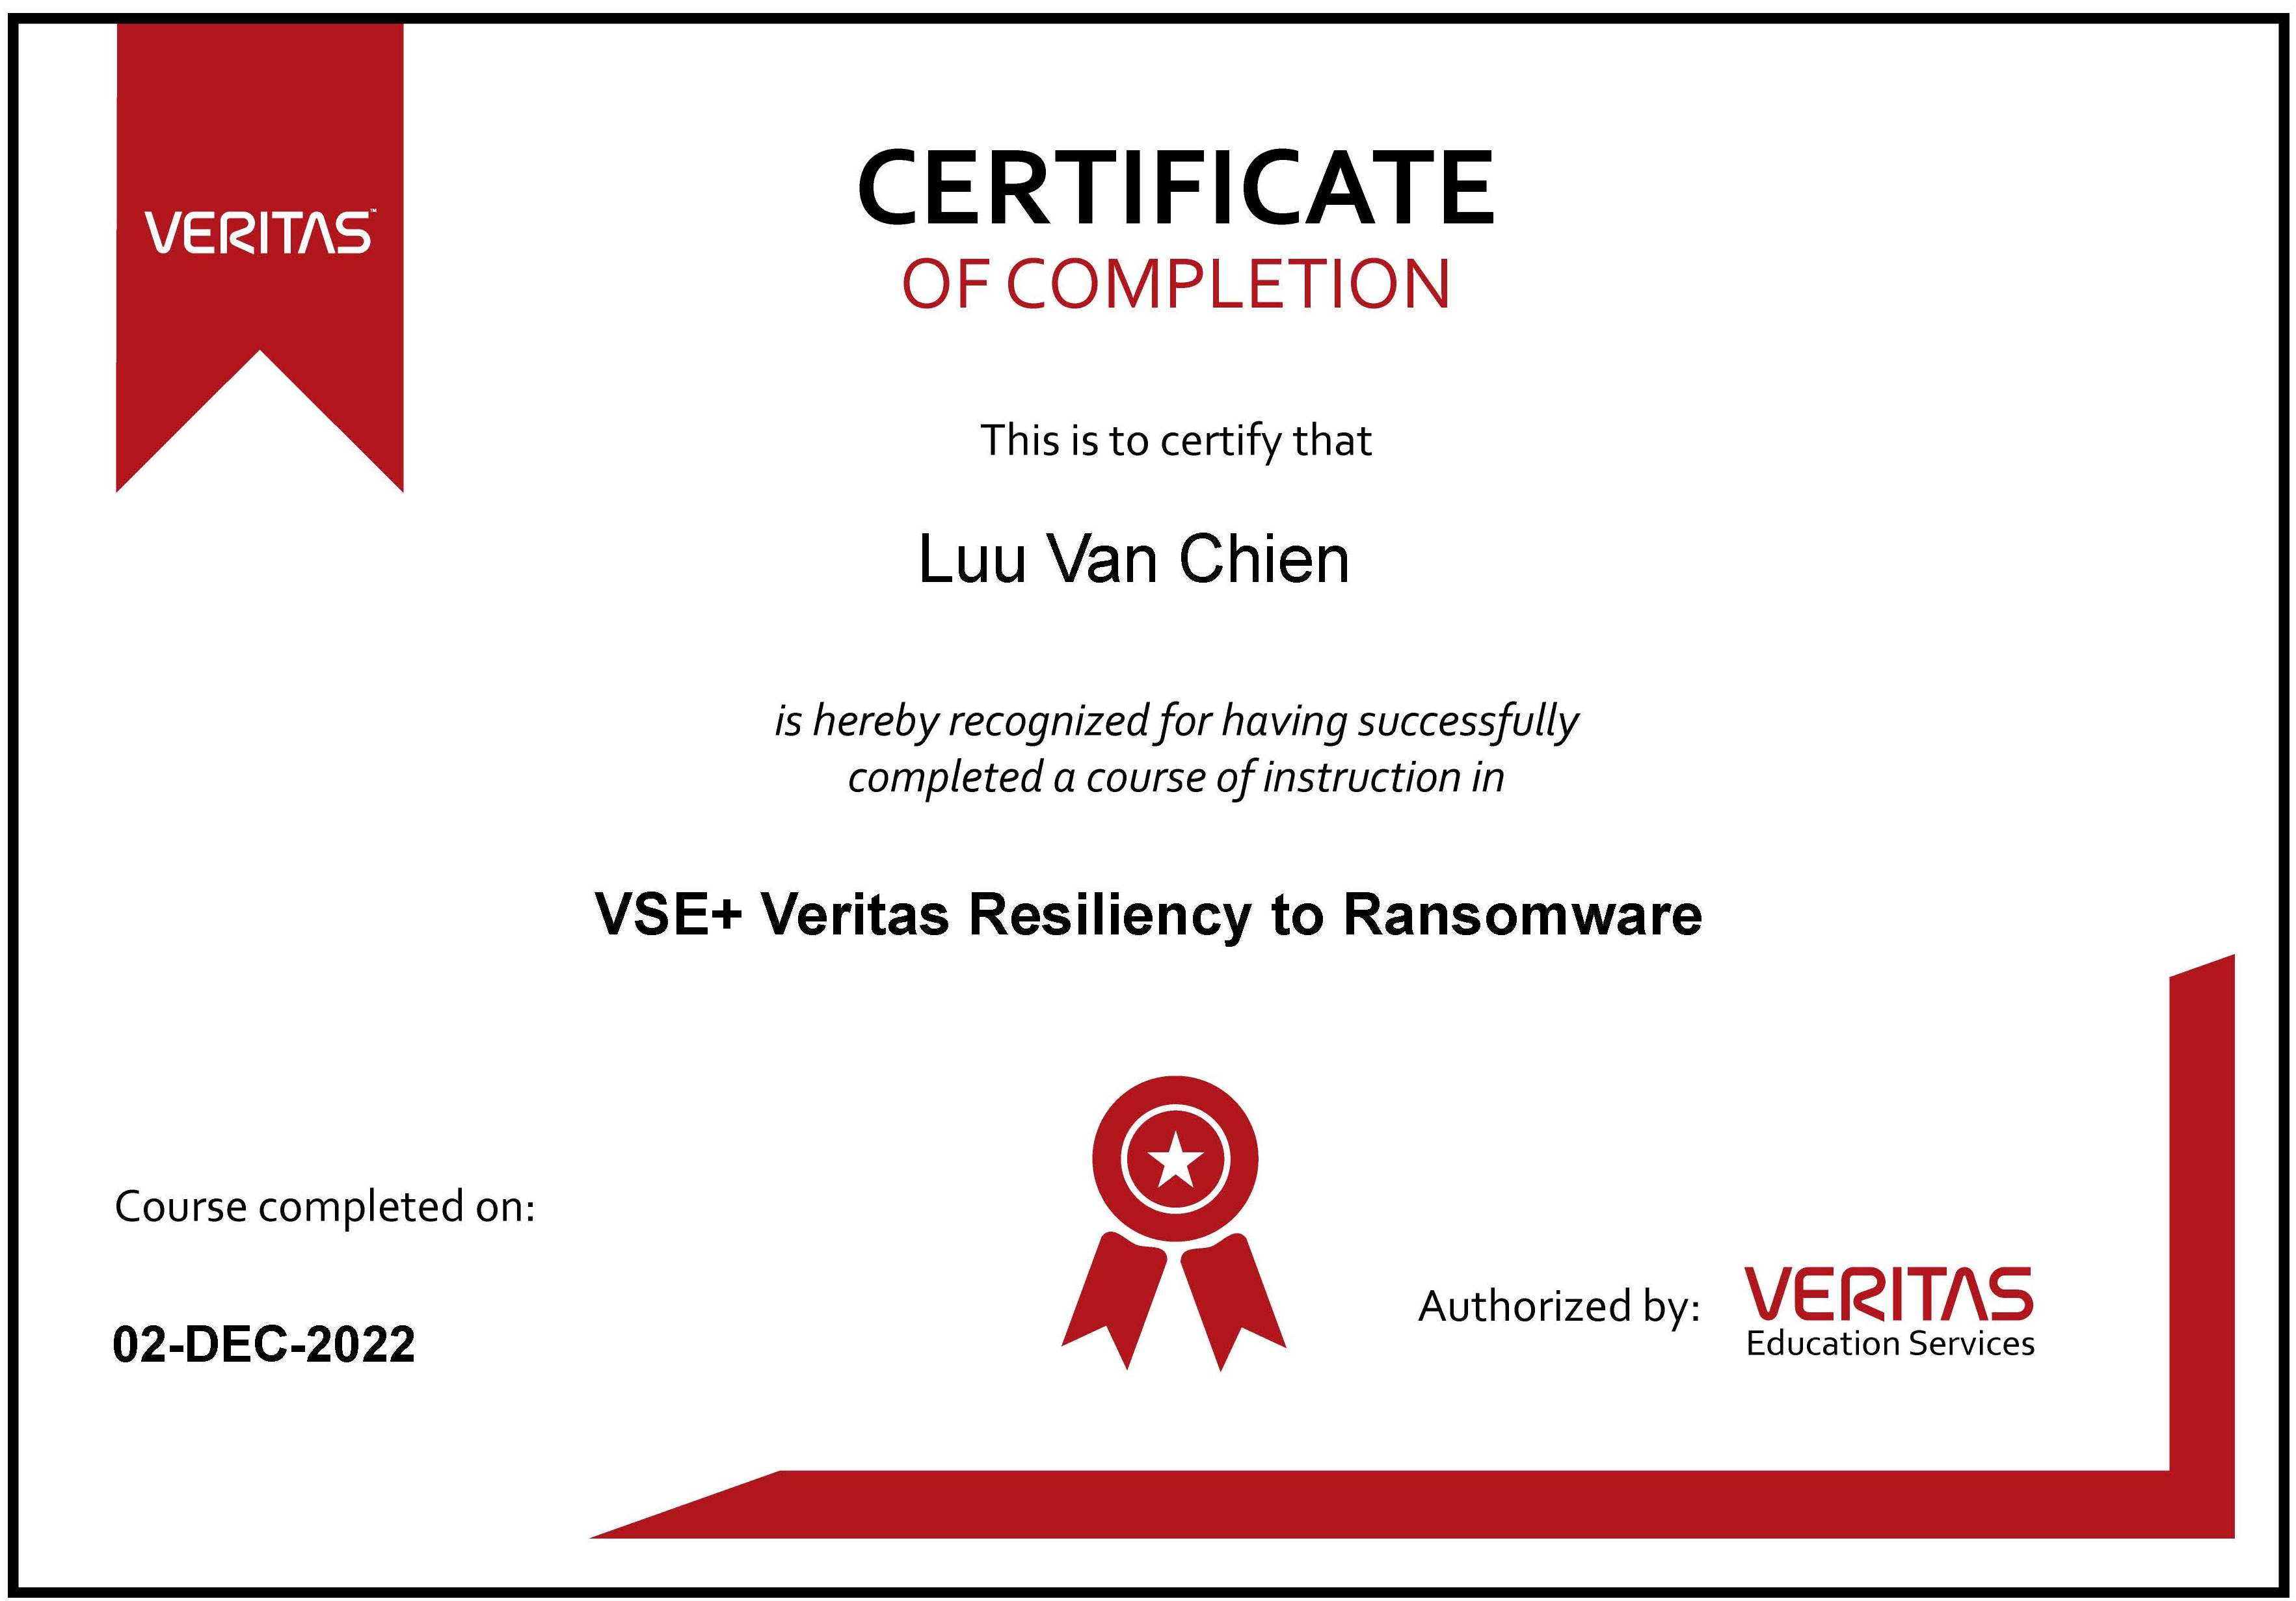 VERITAS™
CERTIFICATE
OF COMPLETION
This is to certify that
Luu Van Chien
is hereby recognized for having successfully
completed a course of instruction in
VSE+ Veritas Resiliency to Ransomware
Course completed on:
02-DEC-2022
Authorized by:
VERITAS
Education Services